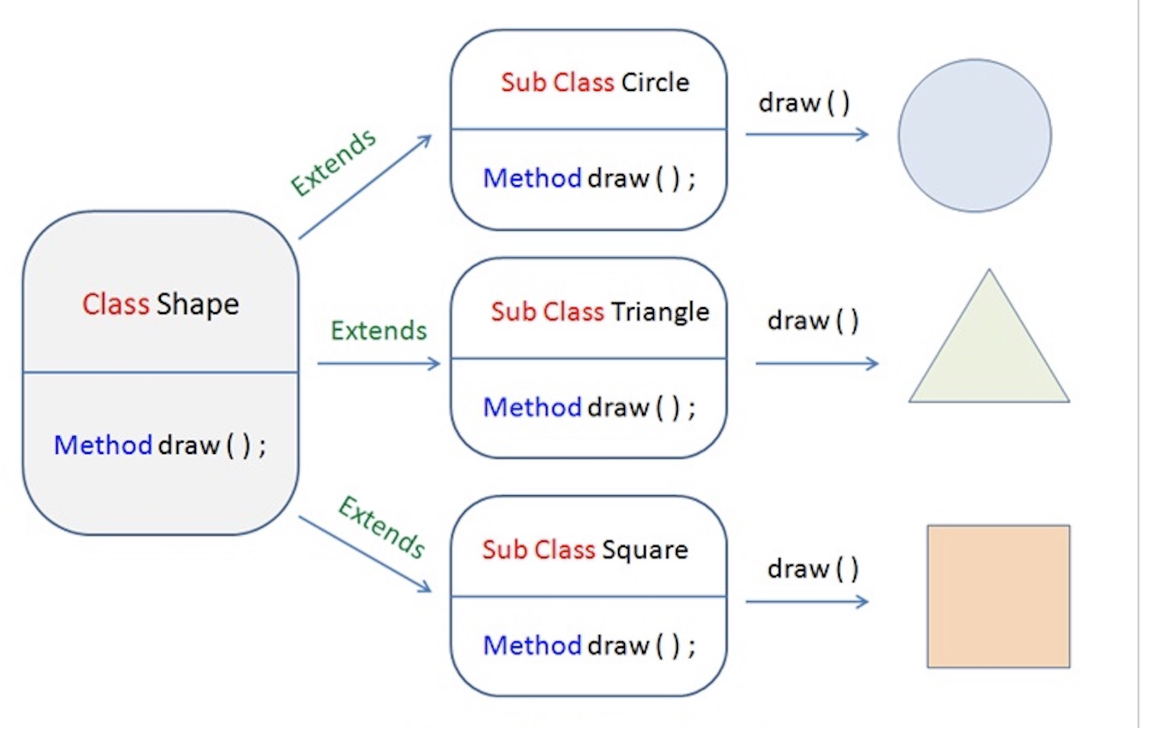 Class Shape
Method draw ( ) ;
Extends
Sub Class Circle
Method draw ( ) ;
draw ( )
Extends
Sub Class Triangle
Method draw ( ) ;
draw ( )
Extends
Sub Class Square
Method draw ( ) ;
draw ( )